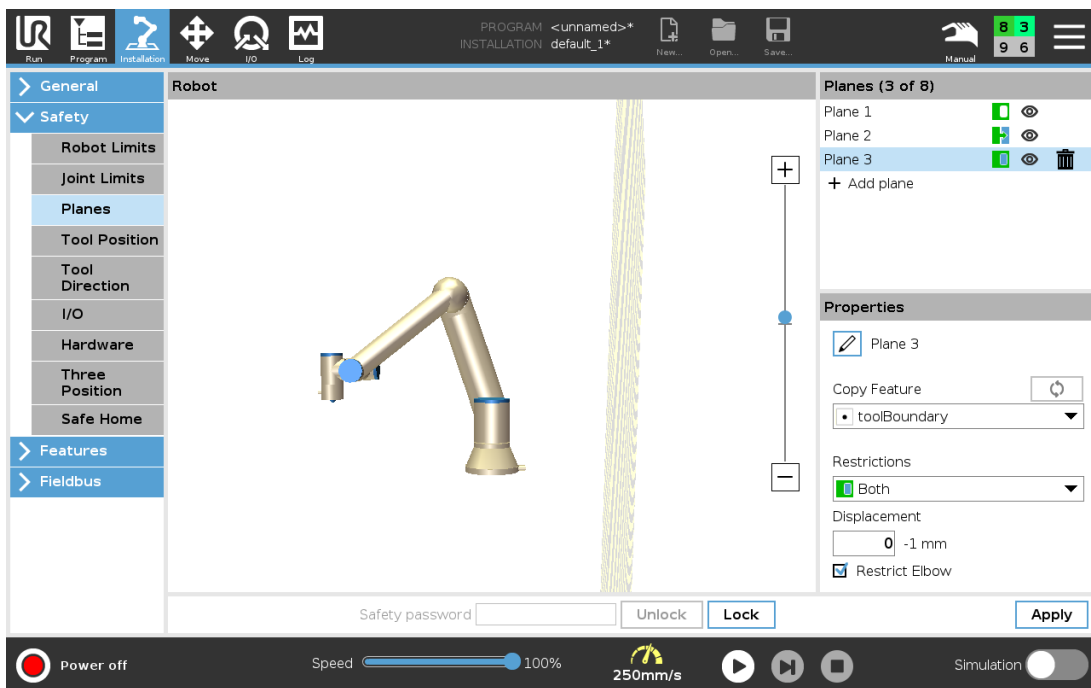 PROGRAM <unnamed>*
INSTALLATION default_1*
UR
Run
Program
Installation
Move
I/O
Log
New...
Open...
Save...
Manual
8 3
9 6
General
Safety
Robot Limits
Joint Limits
Planes
Tool Position
Tool
Direction
I/O
Hardware
Three
Position
Safe Home
Features
Fieldbus
Robot
Planes (3 of 8)
Plane 1
Plane 2
Plane 3
+ Add plane
Properties
Plane 3
Copy Feature
toolBoundary
Restrictions
Both
Displacement
0 -1 mm
Restrict Elbow
Safety password
Unlock
Lock
Apply
Power off
Speed
100%
250mm/s
Simulation